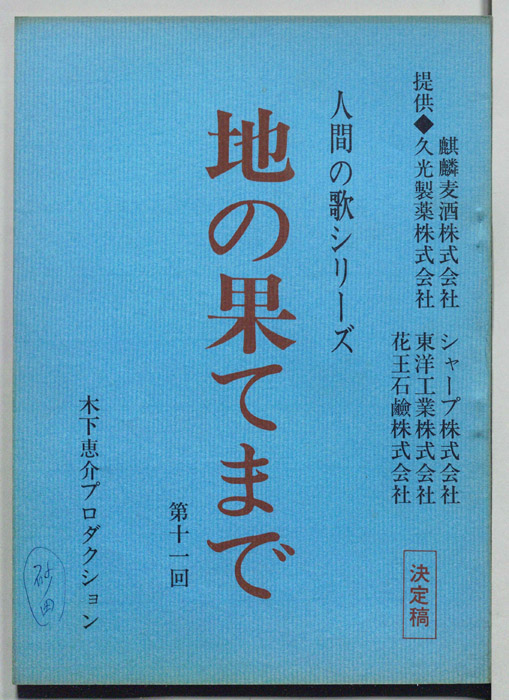 提供◆
麒麟麦酒株式会社
久光製薬株式会社
シャープ株式会社
東洋工業株式会社
花王石鹸株式会社
人間の歌シリーズ
地の果てまで
第十一回
木下恵介プロダクション
決定稿
砂田